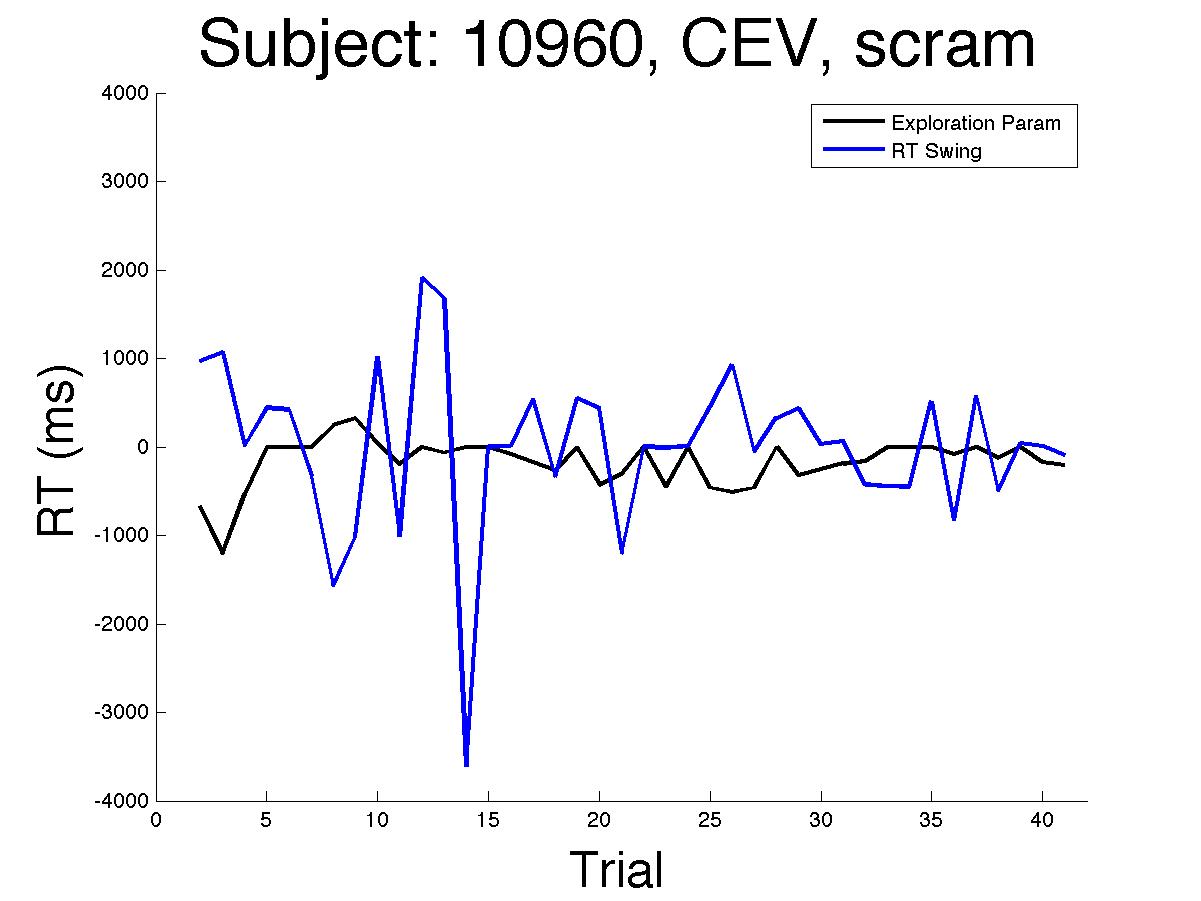 Subject: 10960, CEV, scram
4000
3000
2000
1000
0
-1000
-2000
-3000
-4000
RT (ms)
Exploration Param
RT Swing
0 5 10 15 20 25 30 35 40
Trial